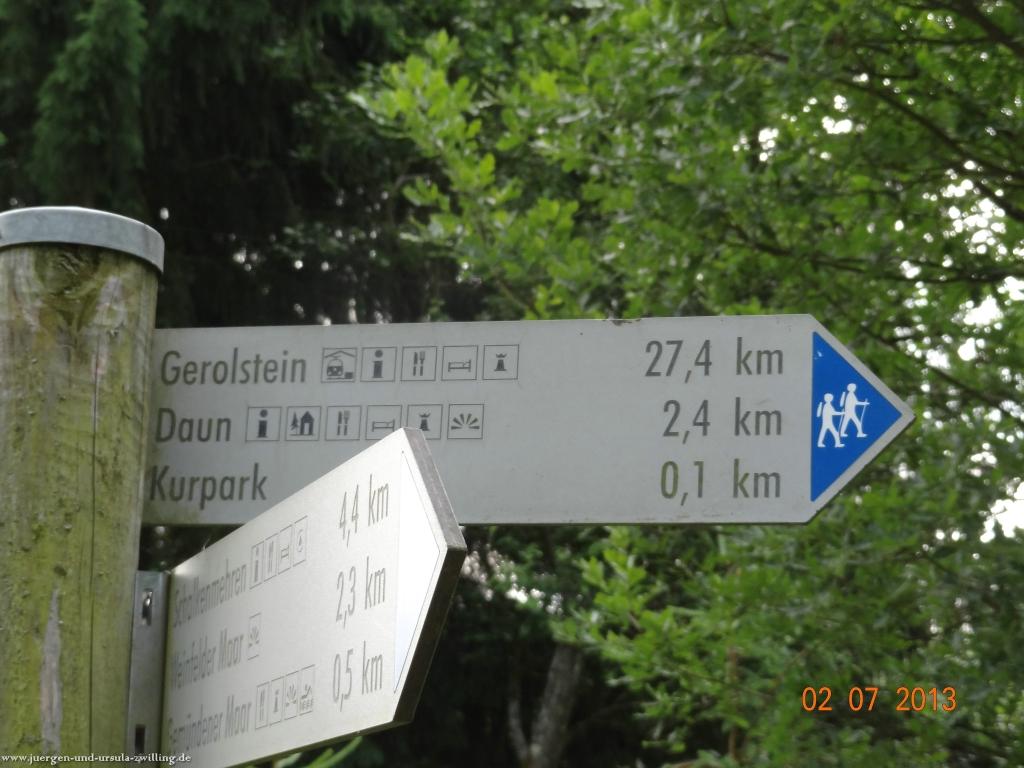 Gerolstein 27,4 km
Daun 2,4 km
Kurpark 0,1 km
Schalkenmehren 4,4 km
Weinfelder Maar 2,3 km
Gemündener Maar 0,5 km
02 07 2013
www.juergen-und-ursula-zwilling.de